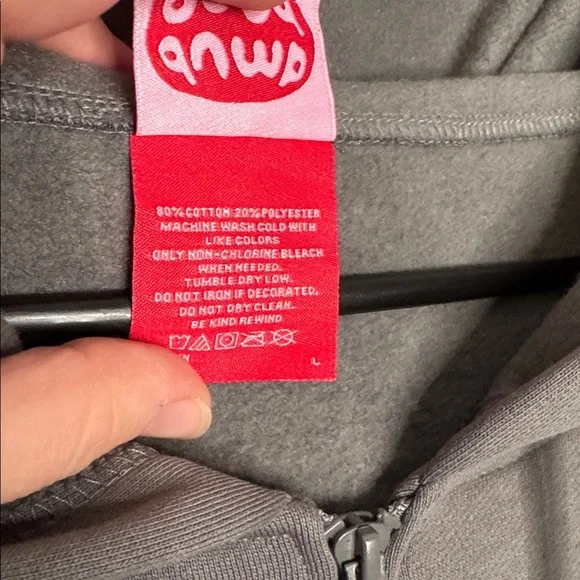 80% COTTON 20% POLYESTER
MACHINE WASH COLD WITH
LIKE COLORS
ONLY NON-CHLORINE BLEACH
WHEN NEEDED.
TUMBLE DRY LOW.
DO NOT IRON IF DECORATED.
DO NOT DRY CLEAN.
BE KIND REWIND
L